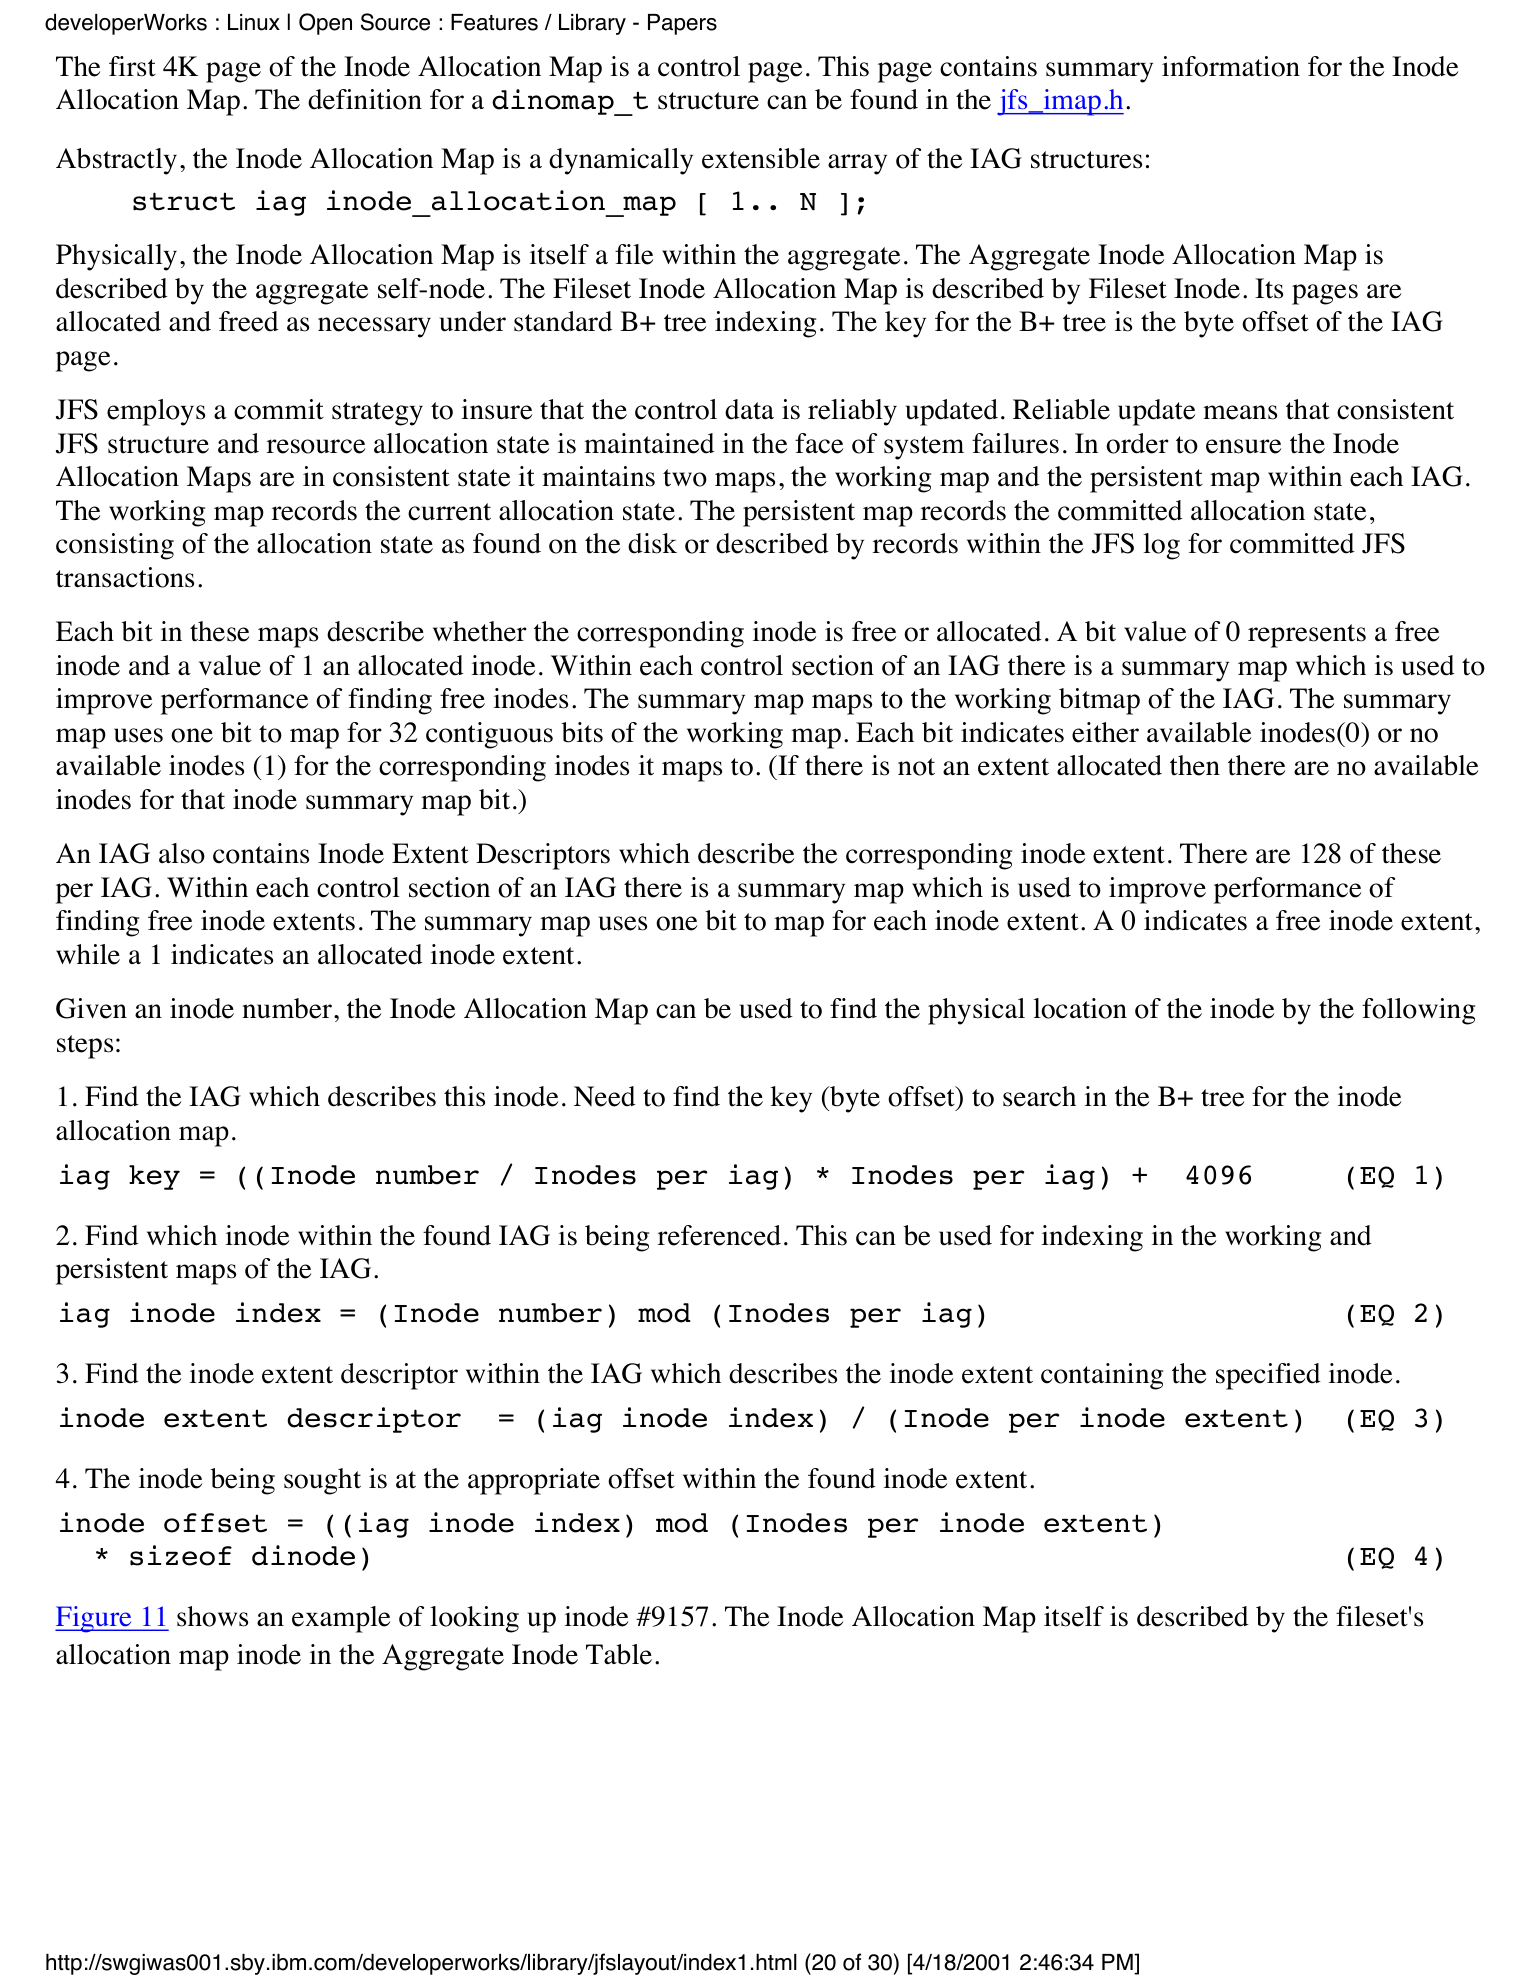 developerWorks : Linux | Open Source : Features / Library - Papers
The first 4K page of the Inode Allocation Map is a control page. This page contains summary information for the Inode
Allocation Map. The definition for a dinomap_t structure can be found in the jfs_imap.h.
Abstractly, the Inode Allocation Map is a dynamically extensible array of the IAG structures:
struct iag inode_allocation_map [ 1.. N ];
Physically, the Inode Allocation Map is itself a file within the aggregate. The Aggregate Inode Allocation Map is
described by the aggregate self-node. The Fileset Inode Allocation Map is described by Fileset Inode. Its pages are
allocated and freed as necessary under standard B+ tree indexing. The key for the B+ tree is the byte offset of the IAG
page.
JFS employs a commit strategy to insure that the control data is reliably updated. Reliable update means that consistent
JFS structure and resource allocation state is maintained in the face of system failures. In order to ensure the Inode
Allocation Maps are in consistent state it maintains two maps, the working map and the persistent map within each IAG.
The working map records the current allocation state. The persistent map records the committed allocation state,
consisting of the allocation state as found on the disk or described by records within the JFS log for committed JFS
transactions.
Each bit in these maps describe whether the corresponding inode is free or allocated. A bit value of 0 represents a free
inode and a value of 1 an allocated inode. Within each control section of an IAG there is a summary map which is used to
improve performance of finding free inodes. The summary map maps to the working bitmap of the IAG. The summary
map uses one bit to map for 32 contiguous bits of the working map. Each bit indicates either available inodes(0) or no
available inodes (1) for the corresponding inodes it maps to. (If there is not an extent allocated then there are no available
inodes for that inode summary map bit.)
An IAG also contains Inode Extent Descriptors which describe the corresponding inode extent. There are 128 of these
per IAG. Within each control section of an IAG there is a summary map which is used to improve performance of
finding free inode extents. The summary map uses one bit to map for each inode extent. A 0 indicates a free inode extent,
while a 1 indicates an allocated inode extent.
Given an inode number, the Inode Allocation Map can be used to find the physical location of the inode by the following
steps:
1. Find the IAG which describes this inode. Need to find the key (byte offset) to search in the B+ tree for the inode
allocation map.
iag key = ((Inode number / Inodes per iag) * Inodes per iag) +  4096     (EQ 1)
2. Find which inode within the found IAG is being referenced. This can be used for indexing in the working and
persistent maps of the IAG.
iag inode index = (Inode number) mod (Inodes per iag)                    (EQ 2)
3. Find the inode extent descriptor within the IAG which describes the inode extent containing the specified inode.
inode extent descriptor  = (iag inode index) / (Inode per inode extent)  (EQ 3)
4. The inode being sought is at the appropriate offset within the found inode extent.
inode offset = ((iag inode index) mod (Inodes per inode extent)
* sizeof dinode)                                                       (EQ 4)
Figure 11 shows an example of looking up inode #9157. The Inode Allocation Map itself is described by the fileset's
allocation map inode in the Aggregate Inode Table.
http://swgiwas001.sby.ibm.com/developerworks/library/jfslayout/index1.html (20 of 30) [4/18/2001 2:46:34 PM]